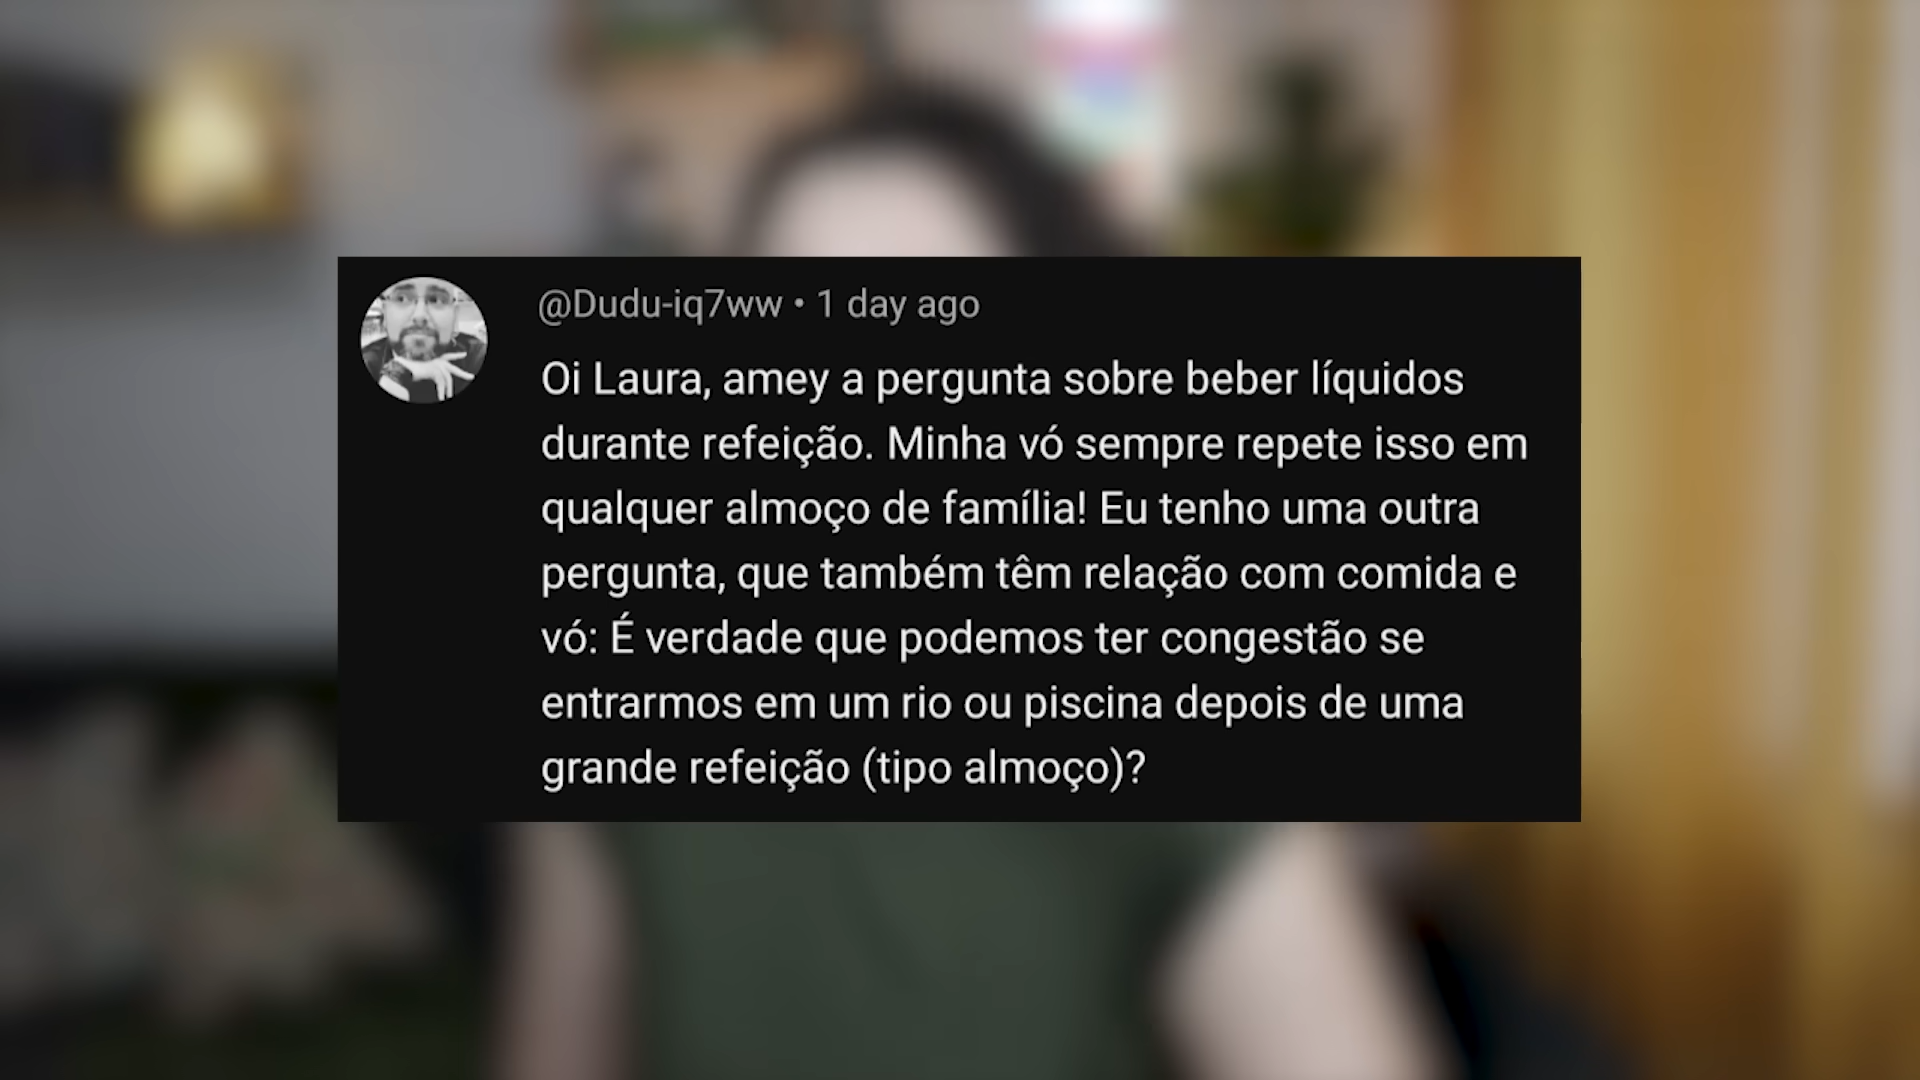 @Dudu-iq7ww • 1 day ago
Oi Laura, amey a pergunta sobre beber líquidos
durante refeição. Minha vó sempre repete isso em
qualquer almoço de família! Eu tenho uma outra
pergunta, que também têm relação com comida e
vó: É verdade que podemos ter congestão se
entrarmos em um rio ou piscina depois de uma
grande refeição (tipo almoço)?